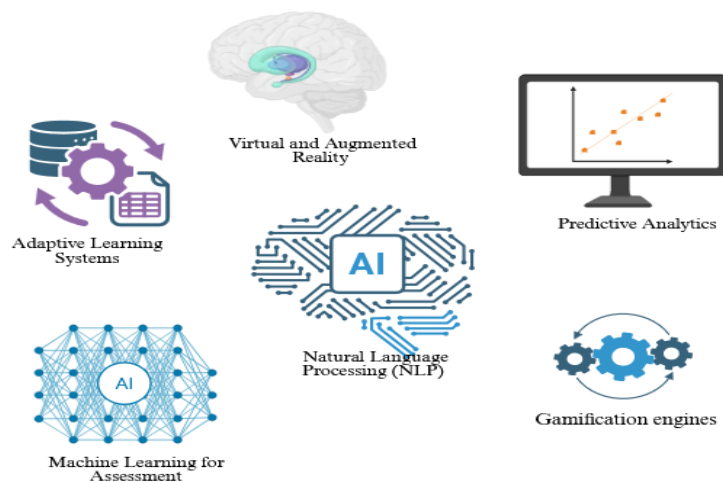 Virtual and Augmented
Reality
Adaptive Learning
Systems
Predictive Analytics
AI
Natural Language
Processing (NLP)
AI
Machine Learning for
Assessment
Gamification engines